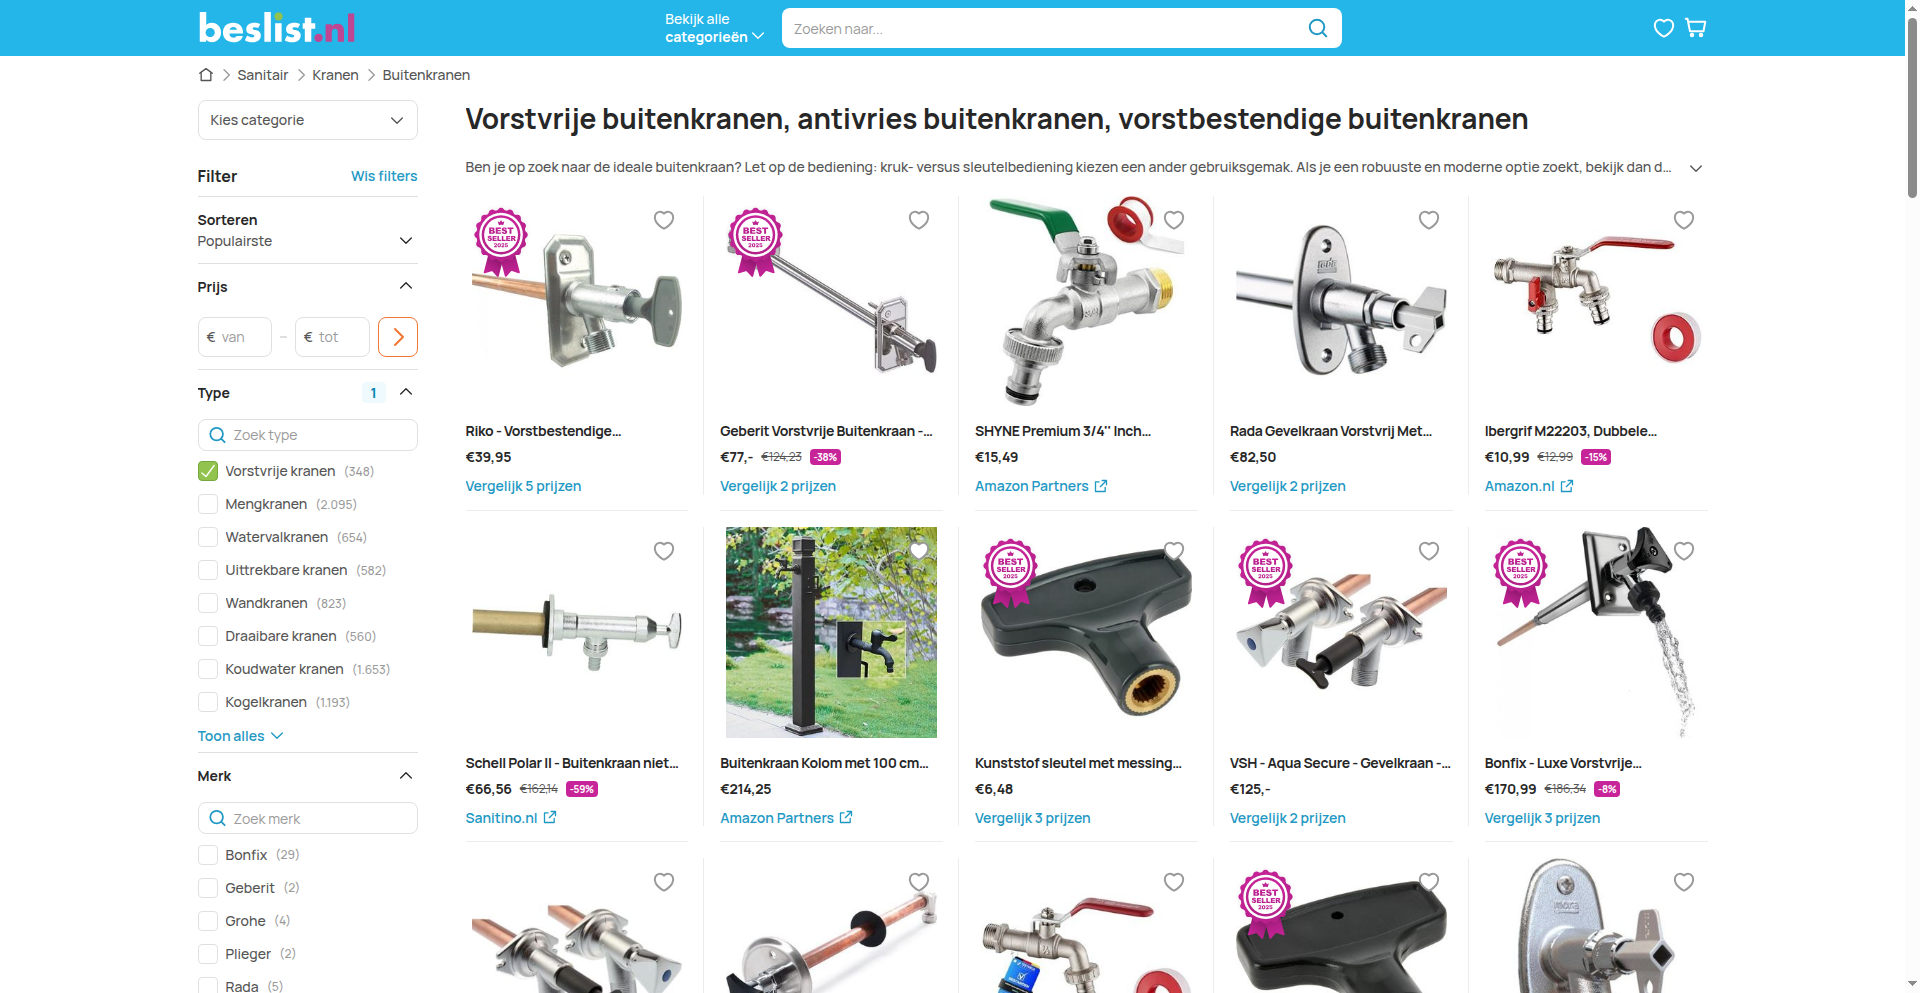 beslist.nl
Bekijk alle
categorieën
Zoeken naar...
Sanitair
Kranen
Buitenkranen
Kies categorie
Filter
Wis filters
Sorteren
Populairste
Prijs
€ van
–
€ tot
Type
1
Zoek type
Vorstvrije kranen (348)
Mengkranen (2.095)
Watervalkranen (654)
Uittrekbare kranen (582)
Wandkranen (823)
Draaibare kranen (560)
Koudwater kranen (1.653)
Kogelkranen (1.193)
Toon alles
Merk
Zoek merk
Bonfix (29)
Geberit (2)
Grohe (4)
Plieger (2)
Rada (5)
Vorstvrije buitenkranen, antivries buitenkranen, vorstbestendige buitenkranen
Ben je op zoek naar de ideale buitenkraan? Let op de bediening: kruk- versus sleutelbediening kiezen een ander gebruiksgemak. Als je een robuuste en moderne optie zoekt, bekijk dan d...
BEST
SELLER
2025
Riko - Vorstbestendige...
€39,95
Vergelijk 5 prijzen
BEST
SELLER
2025
Geberit Vorstvrije Buitenkraan -...
€77,- €124,23 -38%
Vergelijk 2 prijzen
SHYNE Premium 3/4'' Inch...
€15,49
Amazon Partners
Rada Gevelkraan Vorstvrij Met...
€82,50
Vergelijk 2 prijzen
Ibergrif M22203, Dubbele...
€10,99 €12,99 -15%
Amazon.nl
Schell Polar II - Buitenkraan niet...
€66,56 €162,14 -59%
Sanitino.nl
Buitenkraan Kolom met 100 cm...
€214,25
Amazon Partners
BEST
SELLER
2025
Kunststof sleutel met messing...
€6,48
Vergelijk 3 prijzen
BEST
SELLER
2025
VSH - Aqua Secure - Gevelkraan -...
€125,-
Vergelijk 2 prijzen
BEST
SELLER
2025
Bonfix - Luxe Vorstvrije...
€170,99 €186,34 -8%
Vergelijk 3 prijzen
BEST
SELLER
2025
mora